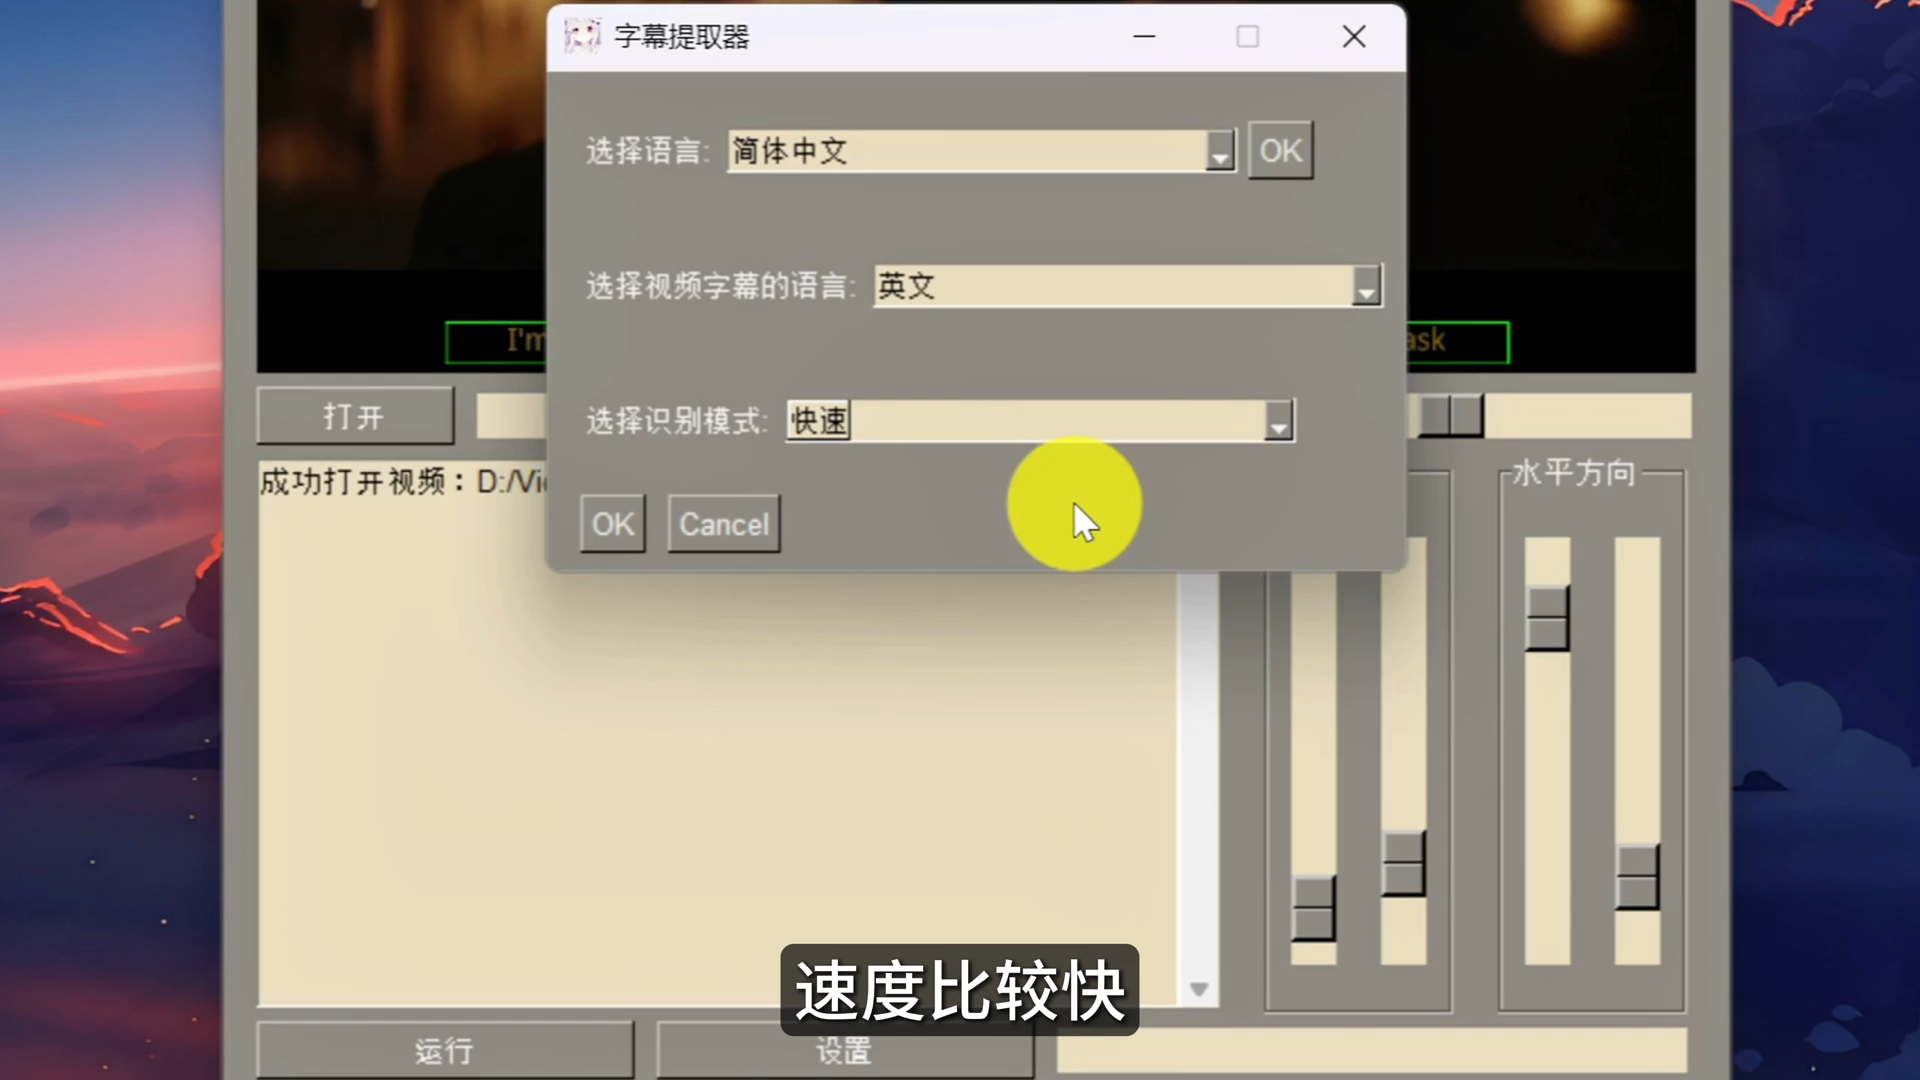 字幕提取器
选择语言: 简体中文 OK
选择视频字幕的语言: 英文
I'm
ask
选择识别模式: 快速
打开
水平方向
成功打开视频：D:/Vi
OK Cancel
速度比较快
运行 设置